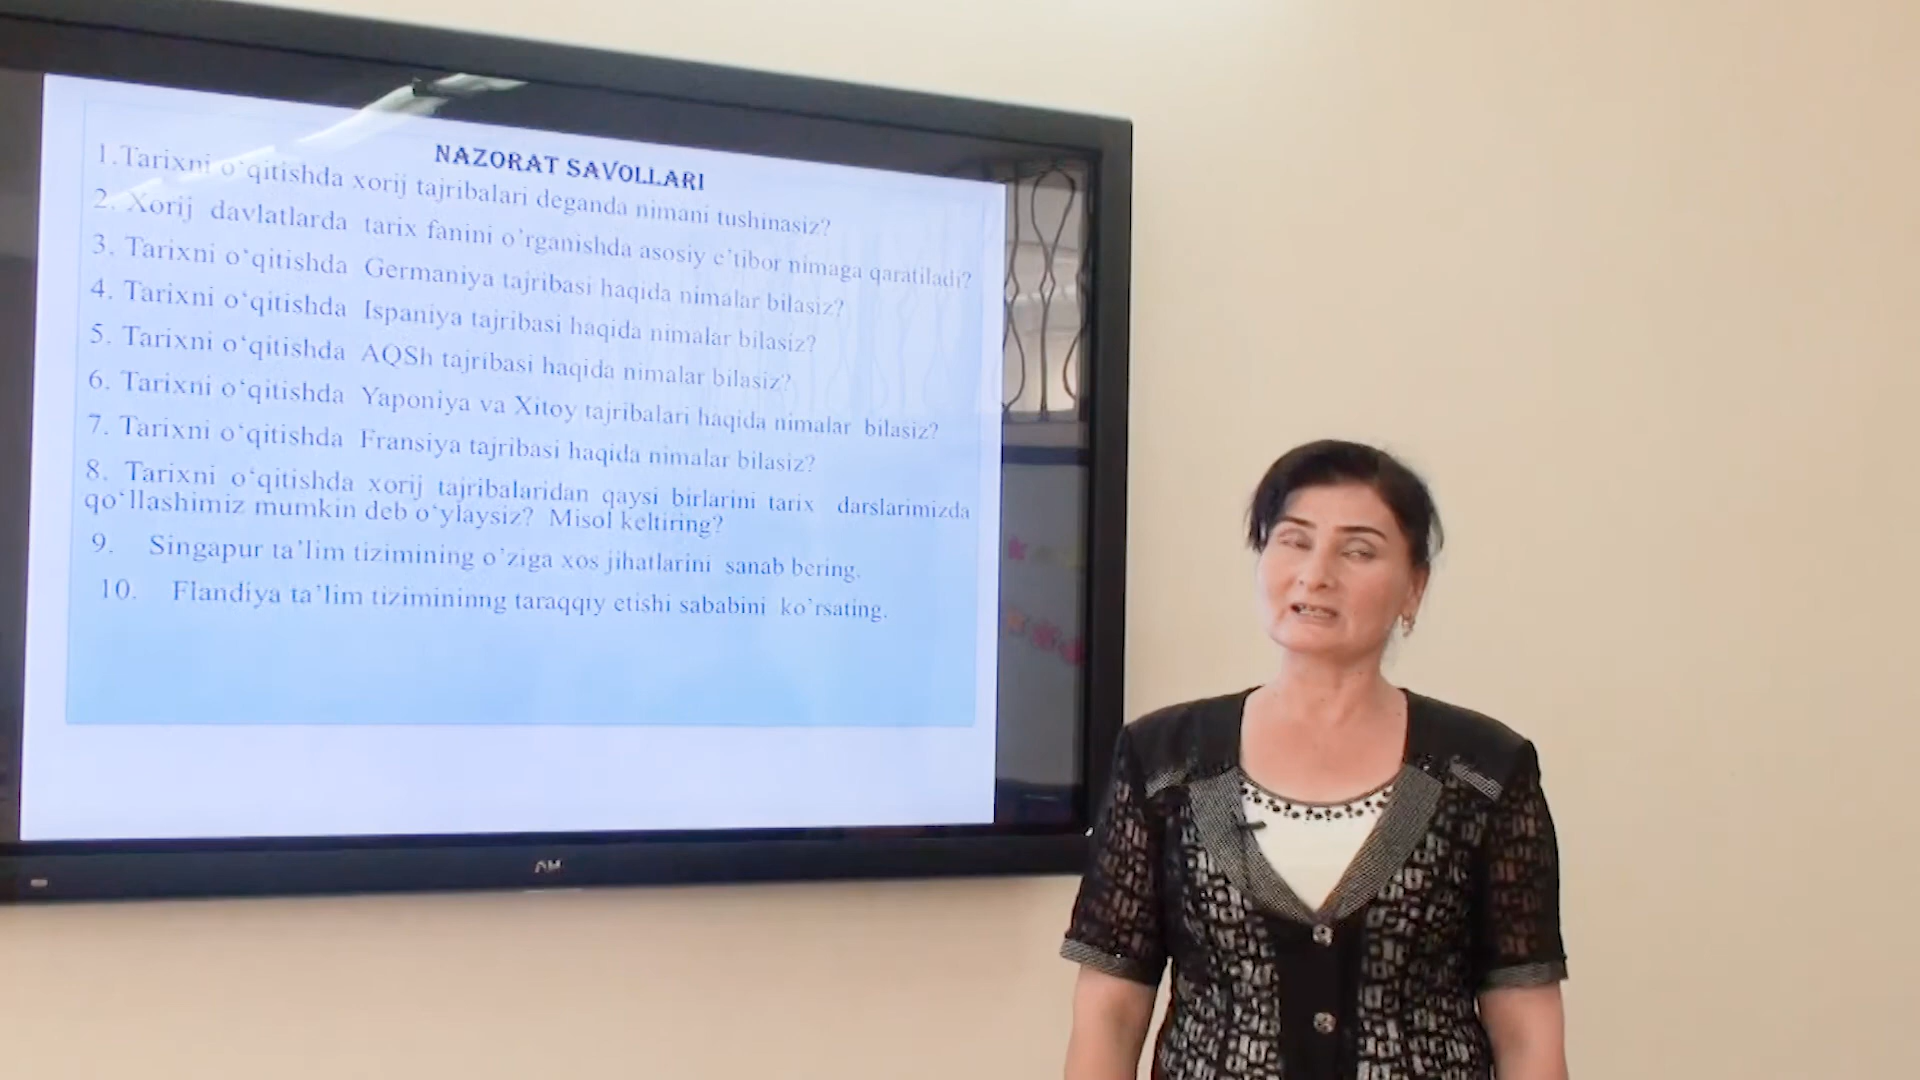 NAZORAT SAVOLLARI
1.Tarixni o‘qitishda xorij tajribalari deganda nimani tushinasiz?
2. Xorij davlatlarda tarix fanini o’rganishda asosiy e’tibor nimaga qaratiladi?
3. Tarixni o‘qitishda Germaniya tajribasi haqida nimalar bilasiz?
4. Tarixni o‘qitishda Ispaniya tajribasi haqida nimalar bilasiz?
5. Tarixni o‘qitishda AQSh tajribasi haqida nimalar bilasiz?
6. Tarixni o‘qitishda Yaponiya va Xitoy tajribalari haqida nimalar bilasiz?
7. Tarixni o‘qitishda Fransiya tajribasi haqida nimalar bilasiz?
8. Tarixni o‘qitishda xorij tajribalaridan qaysi birlarini tarix darslarimizda
qo‘llashimiz mumkin deb o‘ylaysiz? Misol keltiring?
9. Singapur ta’lim tizimining o’ziga xos jihatlarini sanab bering.
10. Flandiya ta’lim tizimininng taraqqiy etishi sababini ko’rsating.